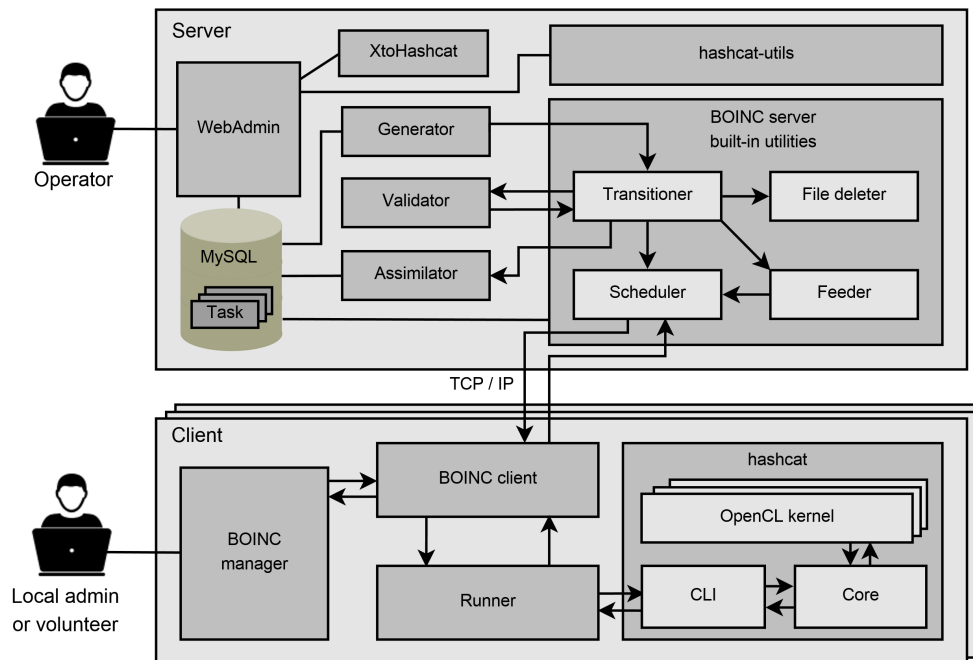 Server
XtoHashcat
hashcat-utils
WebAdmin
Generator
BOINC server
built-in utilities
Operator
Validator
Transitioner
File deleter
MySQL
Assimilator
Scheduler
Feeder
Task
TCP / IP
Client
BOINC client
hashcat
OpenCL kernel
BOINC
manager
Runner
CLI
Core
Local admin
or volunteer